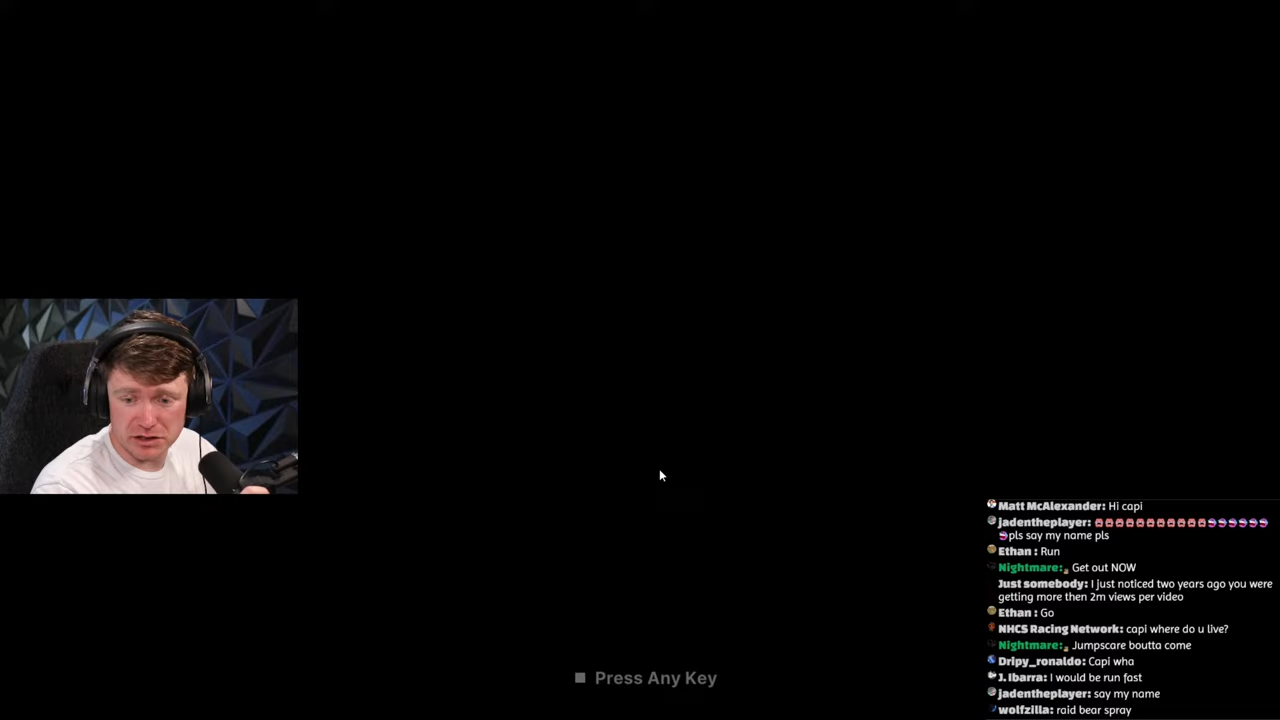 Matt McAlexander: Hi capi
jadentheplayer:
pls say my name pls
Ethan : Run
Nightmare: Get out NOW
Just somebody: I just noticed two years ago you were
getting more then 2m views per video
Ethan : Go
NHCS Racing Network: capi where do u live?
Nightmare: Jumpscare boutta come
Dripy_ronaldo: Capi wha
J. Ibarra: I would be run fast
jadentheplayer: say my name
wolfzilla: raid bear spray
Press Any Key